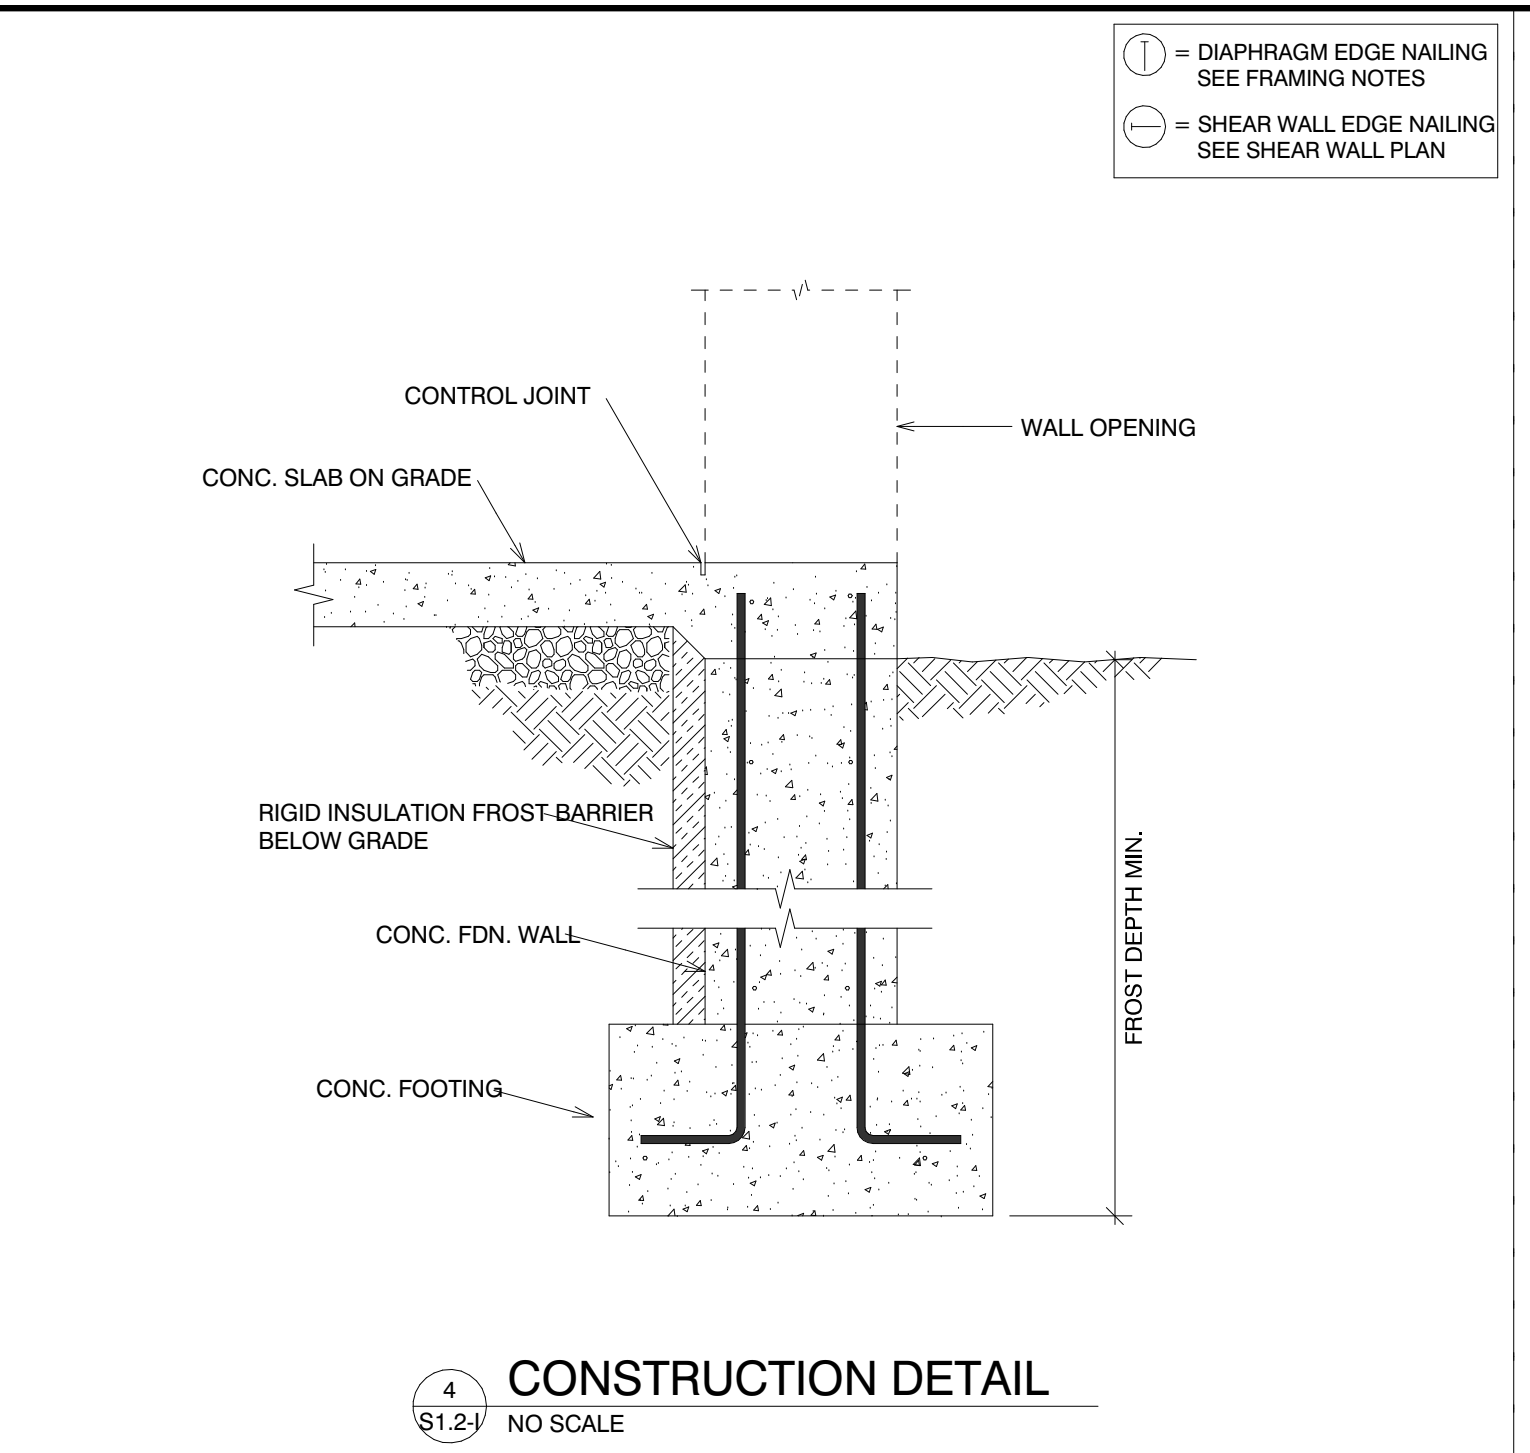 = DIAPHRAGM EDGE NAILING
SEE FRAMING NOTES
= SHEAR WALL EDGE NAILING
SEE SHEAR WALL PLAN
CONTROL JOINT
WALL OPENING
CONC. SLAB ON GRADE
RIGID INSULATION FROST BARRIER
BELOW GRADE
FROST DEPTH MIN.
CONC. FDN. WALL
CONC. FOOTING
4
S1.2-I
CONSTRUCTION DETAIL
NO SCALE